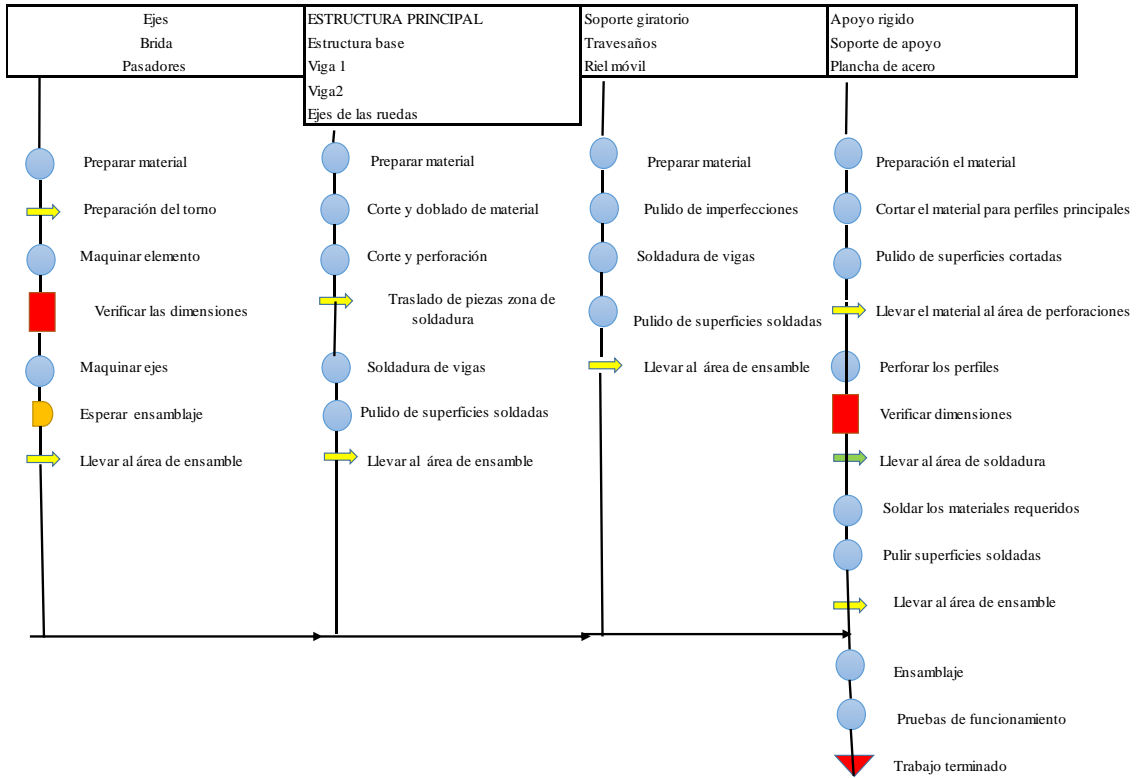 Ejes
Brida
Pasadores
ESTRUCTURA PRINCIPAL
Estructura base
Viga 1
Viga2
Ejes de las ruedas
Soporte giratorio
Travesaños
Riel móvil
Apoyo rigido
Soporte de apoyo
Plancha de acero
Preparar material
Preparación del torno
Maquinar elemento
Verificar las dimensiones
Maquinar ejes
Esperar ensamblaje
Llevar al área de ensamble
Preparar material
Corte y doblado de material
Corte y perforación
Traslado de piezas zona de
soldadura
Soldadura de vigas
Pulido de superficies soldadas
Llevar al área de ensamble
Preparar material
Pulido de imperfecciones
Soldadura de vigas
Pulido de superficies soldadas
Llevar al área de ensamble
Preparación el material
Cortar el material para perfiles principales
Pulido de superficies cortadas
Llevar el material al área de perforaciones
Perforar los perfiles
Verificar dimensiones
Llevar al área de soldadura
Soldar los materiales requeridos
Pulir superficies soldadas
Llevar al área de ensamble
Ensamblaje
Pruebas de funcionamiento
Trabajo terminado